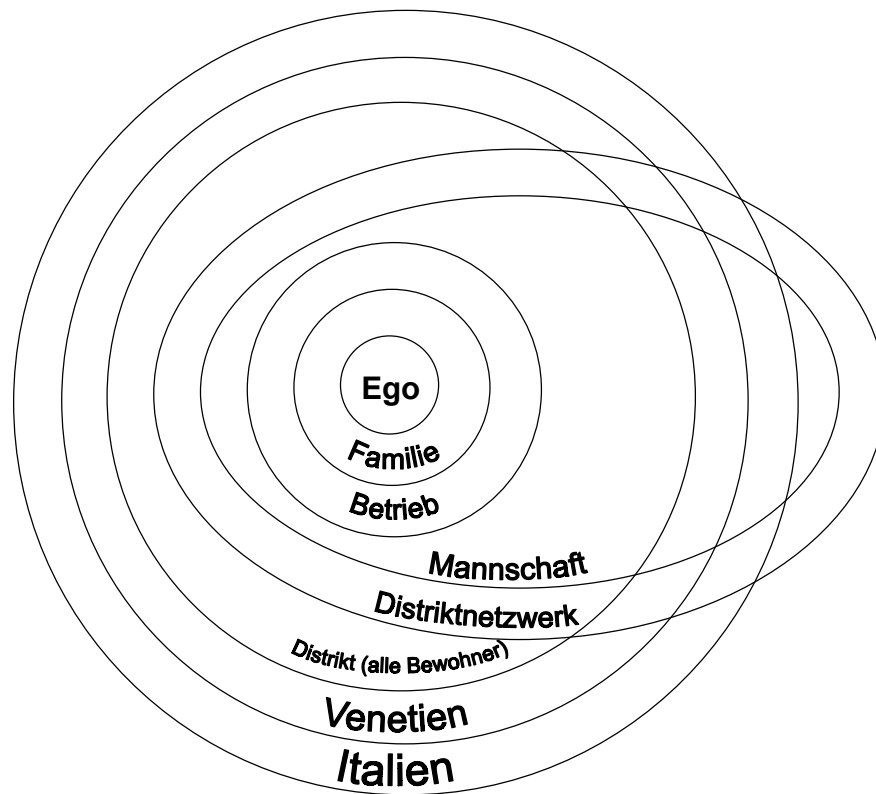 Ego
Familie
Betrieb
Mannschaft
Distriktnetzwerk
Distrikt (alle Bewohner)
Venetien
Italien